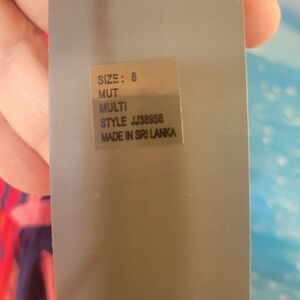 SIZE: 8
MUT
MULTI
STYLE JJ38956
MADE IN SRI LANKA